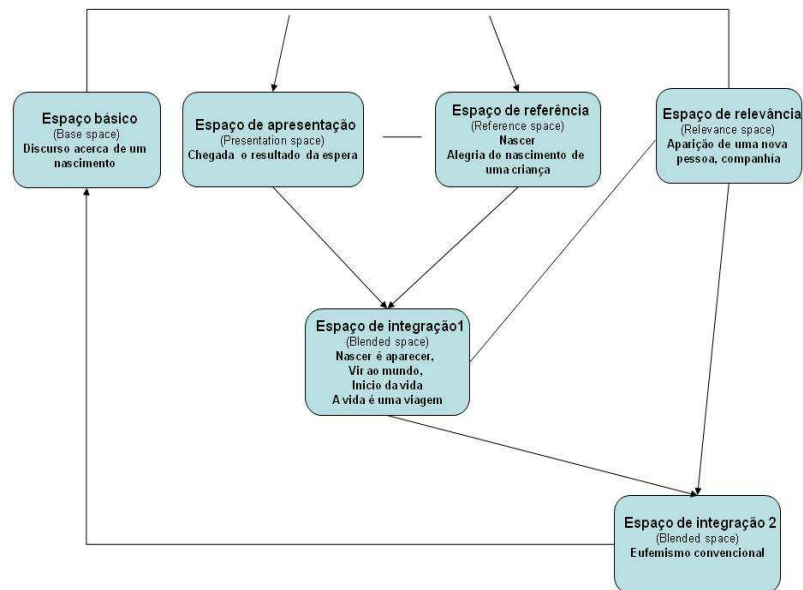 Espaço básico
(Base space)
Discurso acerca de um
nascimento
Espaço de apresentação
(Presentation space)
Chegada o resultado da espera
Espaço de referência
(Reference space)
Nascer
Alegria do nascimento de
uma criança
Espaço de relevância
(Relevance space)
Aparição de uma nova
pessoa, companhia
Espaço de integração1
(Blended space)
Nascer é aparecer,
Vir ao mundo,
Inicio da vida
A vida é uma viagem
Espaço de integração 2
(Blended space)
Eufemismo convencional